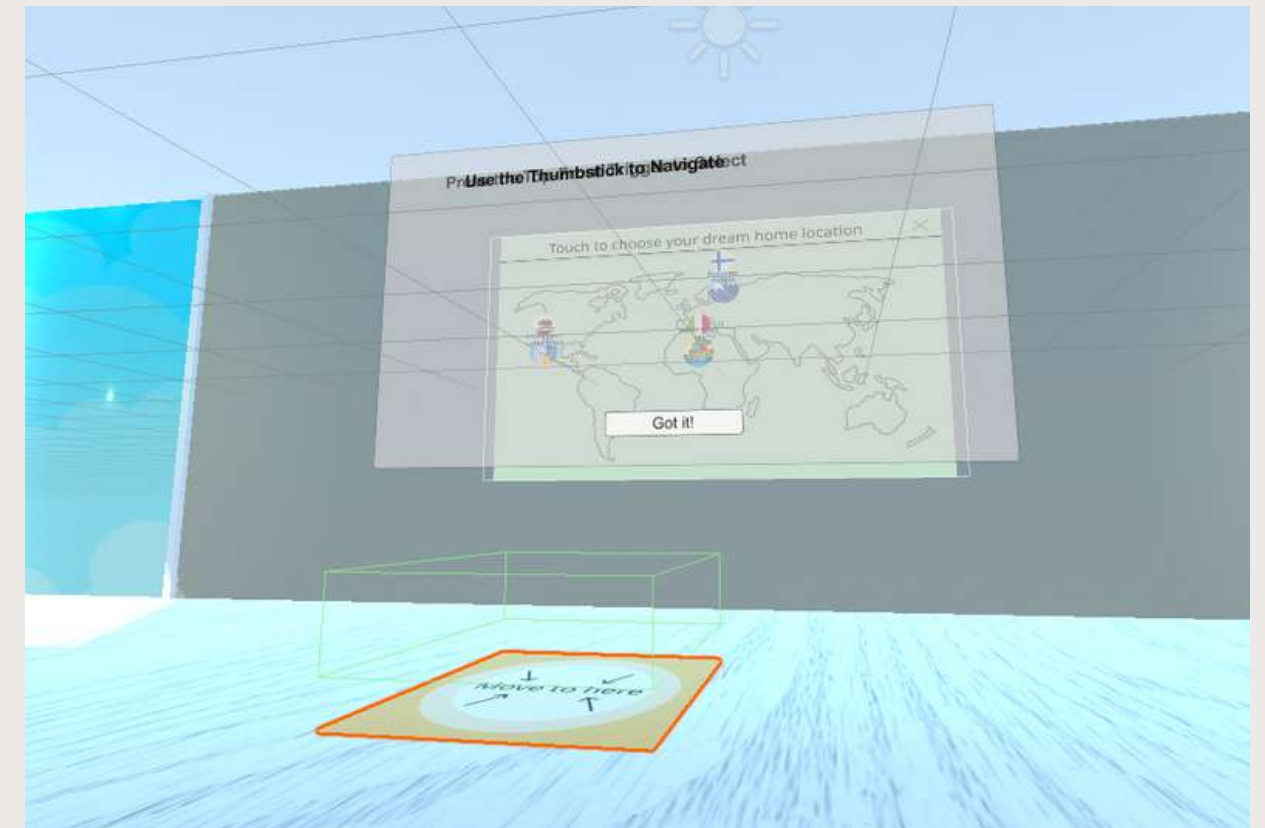 Use the Thumbstick to Navigate
Touch to choose your dream home location
Got it!
Move to here